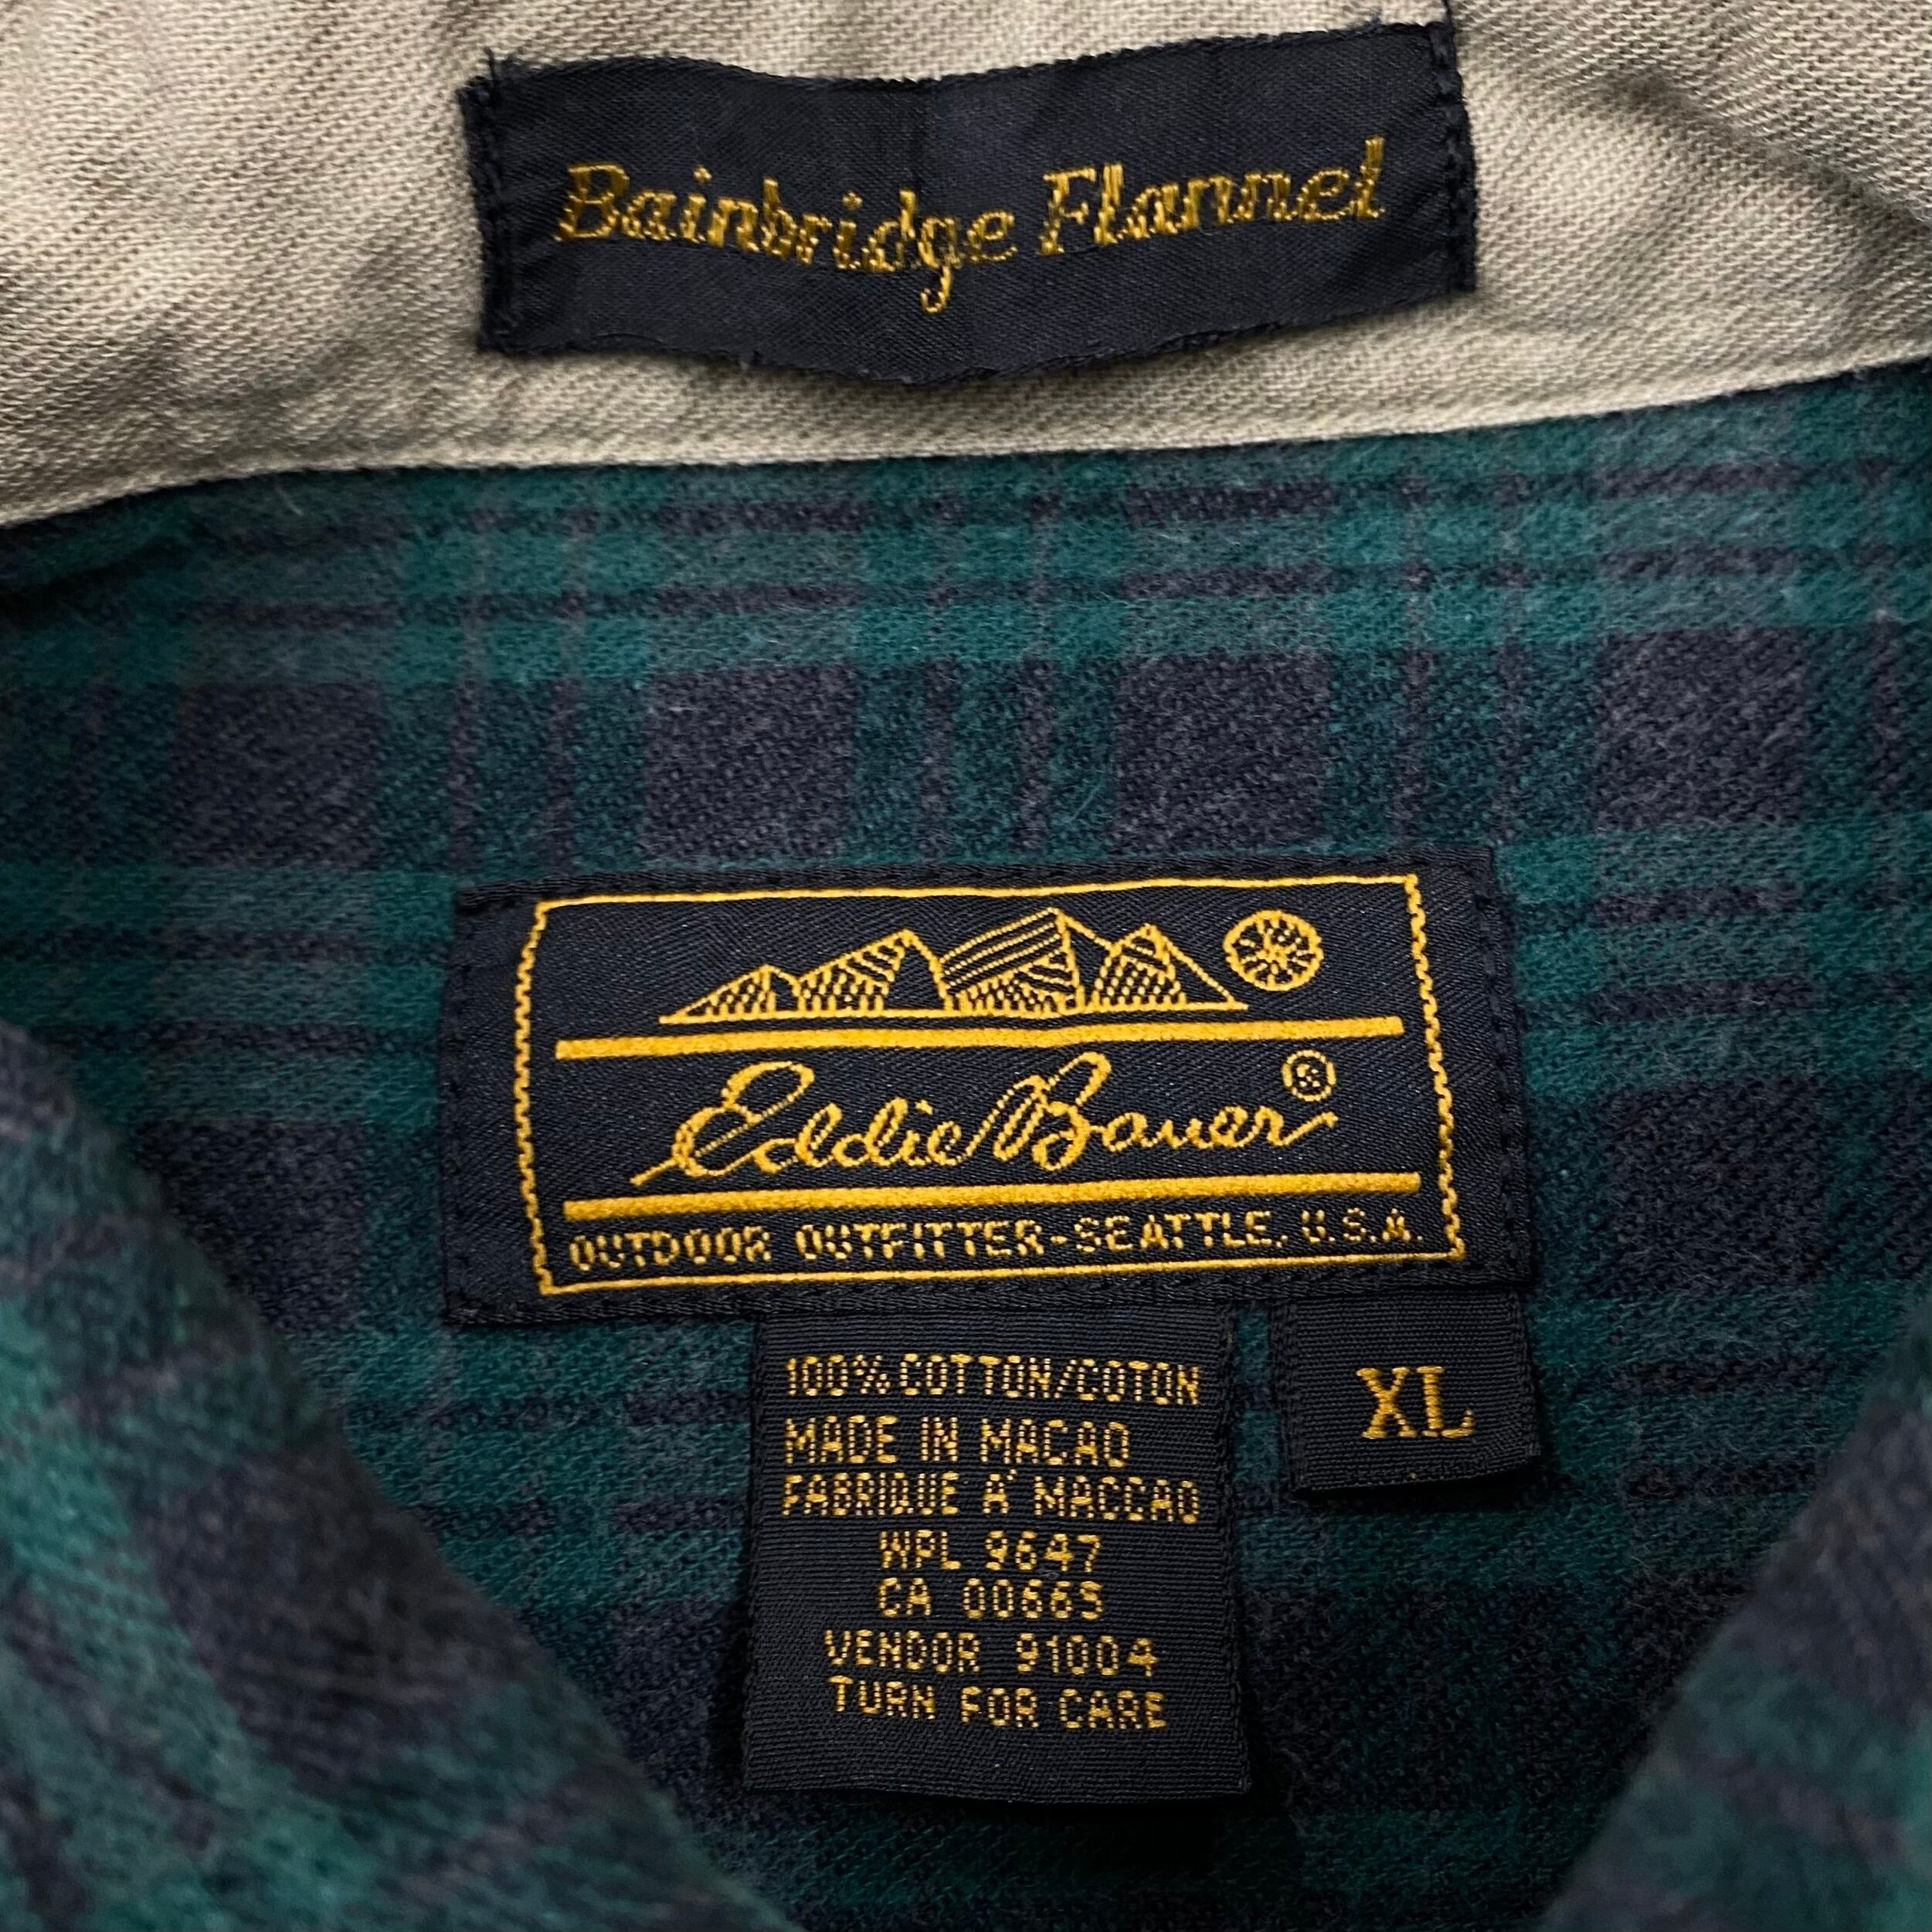 Bainbridge Flannel
Eddie Bauer®
OUTDOOR OUTFITTER-SEATTLE, U.S.A.
100% COTTON/COTON
MADE IN MACAO
FABRIQUE A' MACCAO
WPL 9647
CA 00665
VENDOR 91004
TURN FOR CARE
XL